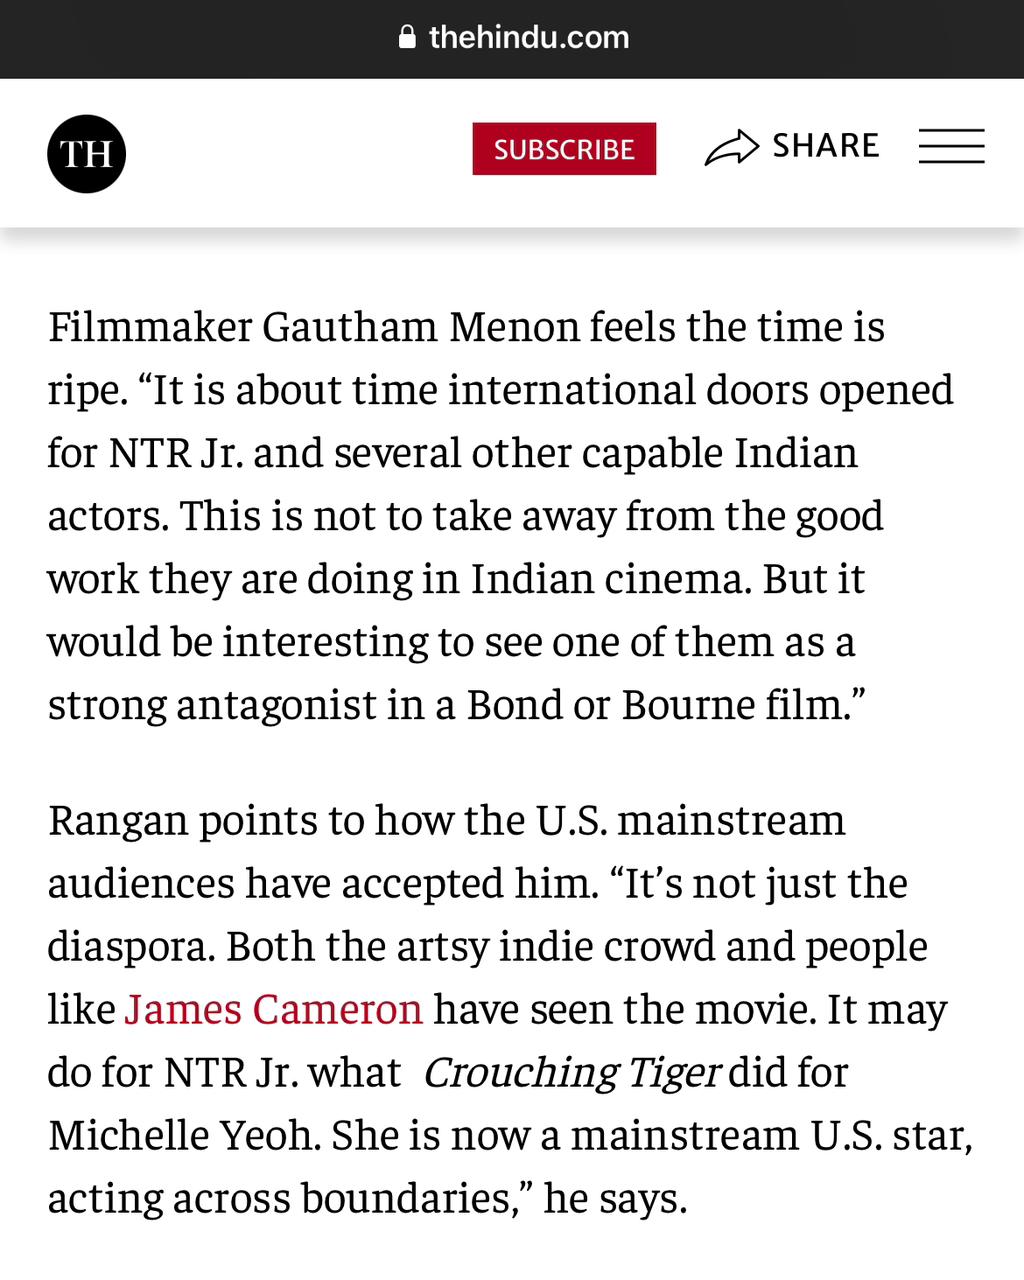 thehindu.com
TH
SUBSCRIBE
SHARE
Filmmaker Gautham Menon feels the time is
ripe. “It is about time international doors opened
for NTR Jr. and several other capable Indian
actors. This is not to take away from the good
work they are doing in Indian cinema. But it
would be interesting to see one of them as a
strong antagonist in a Bond or Bourne film.”
Rangan points to how the U.S. mainstream
audiences have accepted him. “It’s not just the
diaspora. Both the artsy indie crowd and people
like James Cameron have seen the movie. It may
do for NTR Jr. what Crouching Tiger did for
Michelle Yeoh. She is now a mainstream U.S. star,
acting across boundaries,” he says.